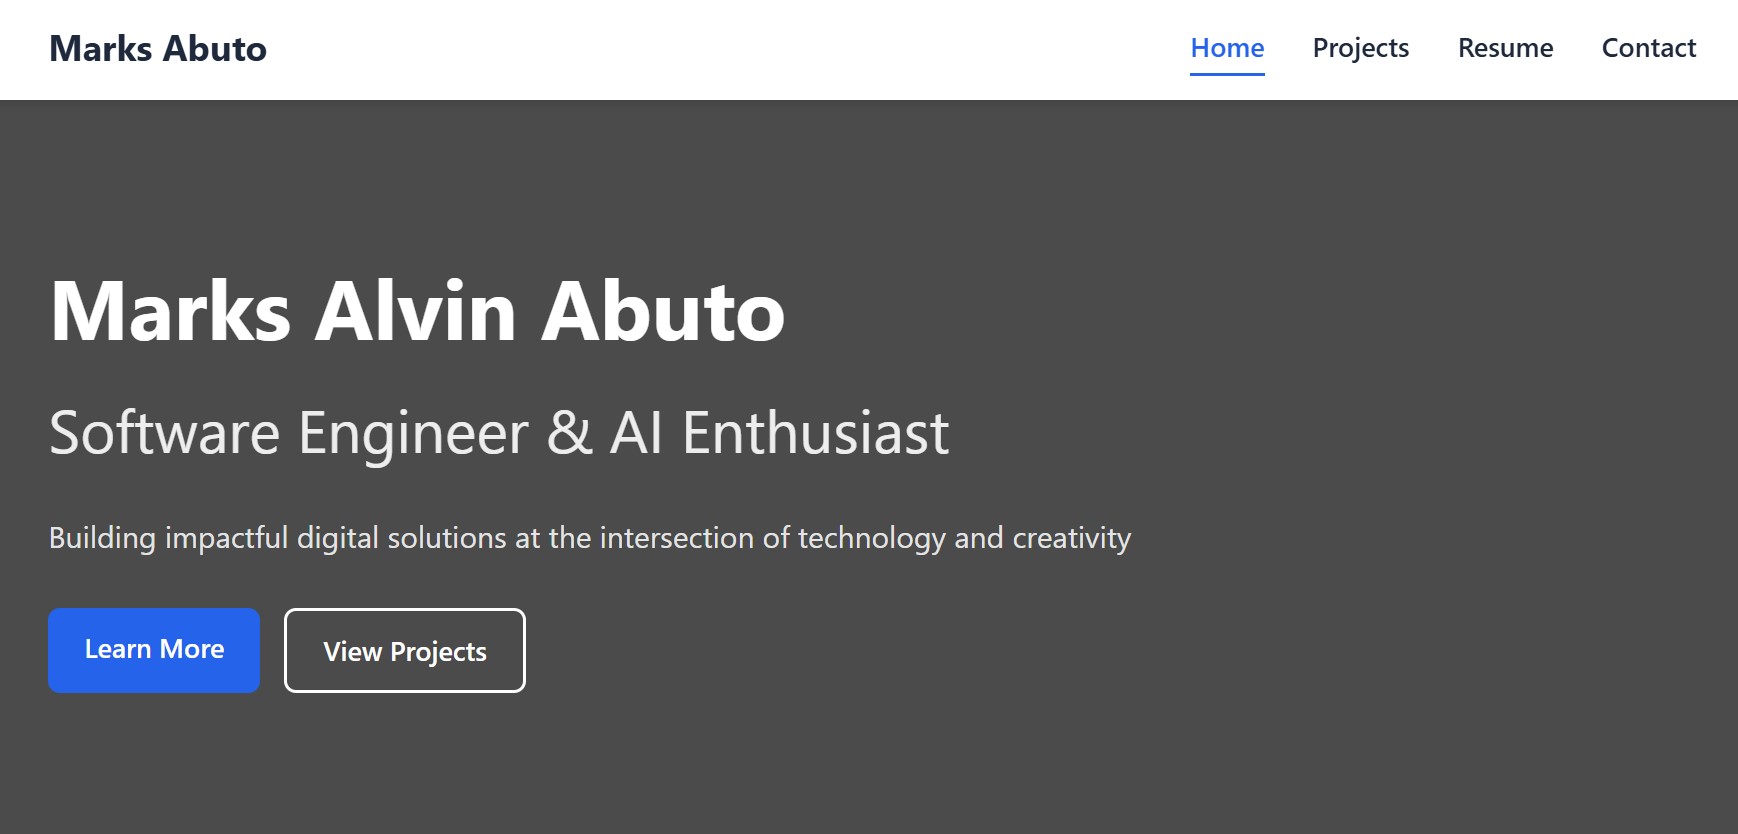 Marks Abuto
Home Projects Resume Contact
Marks Alvin Abuto
Software Engineer & AI Enthusiast
Building impactful digital solutions at the intersection of technology and creativity
Learn More View Projects